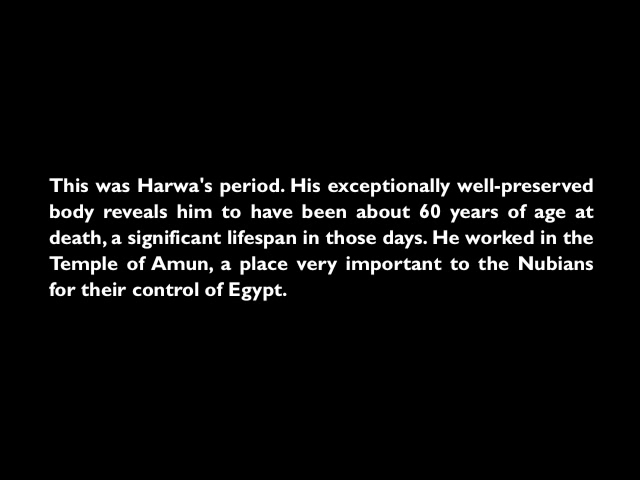 This was Harwa's period. His exceptionally well-preserved
body reveals him to have been about 60 years of age at
death, a significant lifespan in those days. He worked in the
Temple of Amun, a place very important to the Nubians
for their control of Egypt.